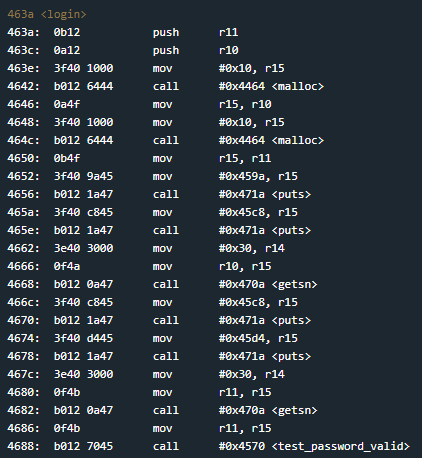 463a <login>
463a:  0b12           push    r11
463c:  0a12           push    r10
463e:  3f40 1000      mov     #0x10, r15
4642:  b012 6444      call    #0x4464 <malloc>
4646:  0a4f           mov     r15, r10
4648:  3f40 1000      mov     #0x10, r15
464c:  b012 6444      call    #0x4464 <malloc>
4650:  0b4f           mov     r15, r11
4652:  3f40 9a45      mov     #0x459a, r15
4656:  b012 1a47      call    #0x471a <puts>
465a:  3f40 c845      mov     #0x45c8, r15
465e:  b012 1a47      call    #0x471a <puts>
4662:  3e40 3000      mov     #0x30, r14
4666:  0f4a           mov     r10, r15
4668:  b012 0a47      call    #0x470a <getsn>
466c:  3f40 c845      mov     #0x45c8, r15
4670:  b012 1a47      call    #0x471a <puts>
4674:  3f40 d445      mov     #0x45d4, r15
4678:  b012 1a47      call    #0x471a <puts>
467c:  3e40 3000      mov     #0x30, r14
4680:  0f4b           mov     r11, r15
4682:  b012 0a47      call    #0x470a <getsn>
4686:  0f4b           mov     r11, r15
4688:  b012 7045      call    #0x4570 <test_password_valid>